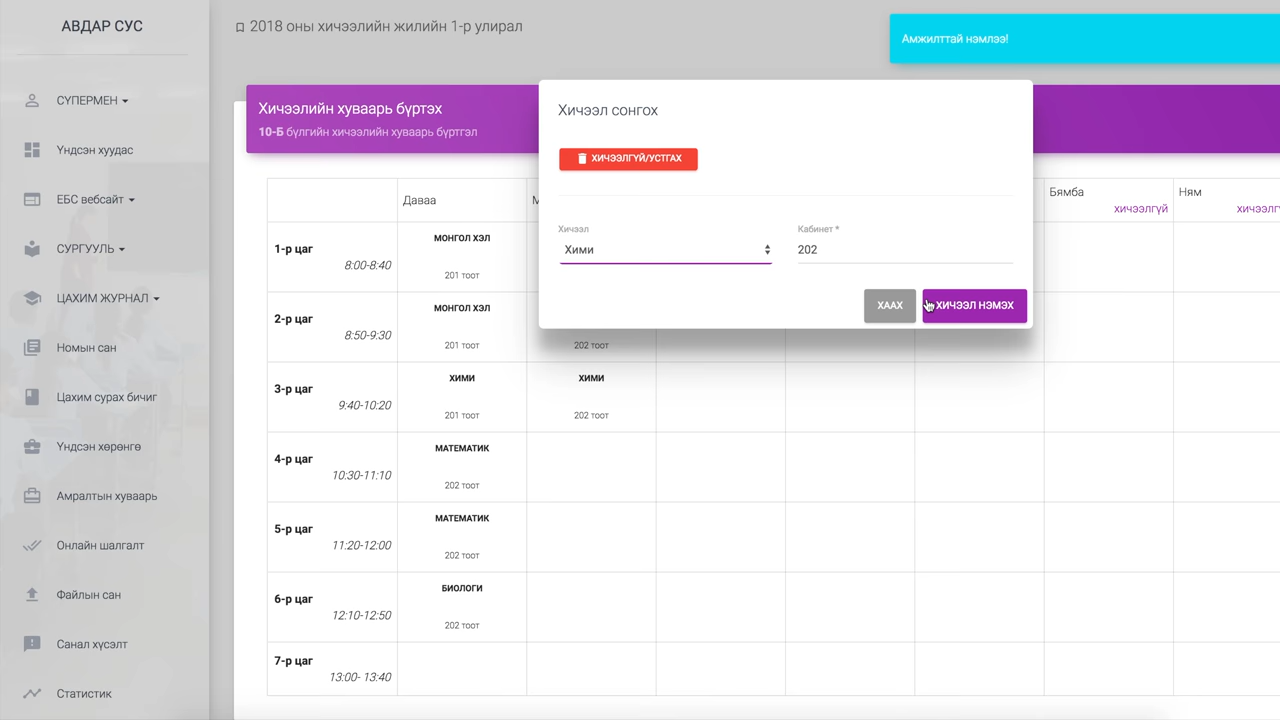 АВДАР СУС
СҮПЕРМЕН
Үндсэн хуудас
ЕБС вебсайт
СУРГУУЛЬ
ЦАХИМ ЖУРНАЛ
Номын сан
Цахим сурах бичиг
Үндсэн хөрөнгө
Амралтын хуваарь
Онлайн шалгалт
Файлын сан
Санал хүсэлт
Статистик
2018 оны хичээлийн жилийн 1-р улирал
Амжилттай нэмлээ!
Хичээлийн хуваарь бүртэх
10-Б бүлгийн хичээлийн хуваарь бүртгэл
Хичээл сонгох
ХИЧЭЭЛГҮЙ/УСТГАХ
Хичээл
Кабинет *
Хими
202
ХААХ
ХИЧЭЭЛ НЭМЭХ
Даваа
М
Бямба
хичээлгүй
Ням
хичээлгү
1-р цаг
8:00-8:40
МОНГОЛ ХЭЛ
201 тоот
2-р цаг
8:50-9:30
МОНГОЛ ХЭЛ
201 тоот
202 тоот
3-р цаг
9:40-10:20
ХИМИ
201 тоот
ХИМИ
202 тоот
4-р цаг
10:30-11:10
МАТЕМАТИК
202 тоот
5-р цаг
11:20-12:00
МАТЕМАТИК
202 тоот
6-р цаг
12:10-12:50
БИОЛОГИ
202 тоот
7-р цаг
13:00- 13:40